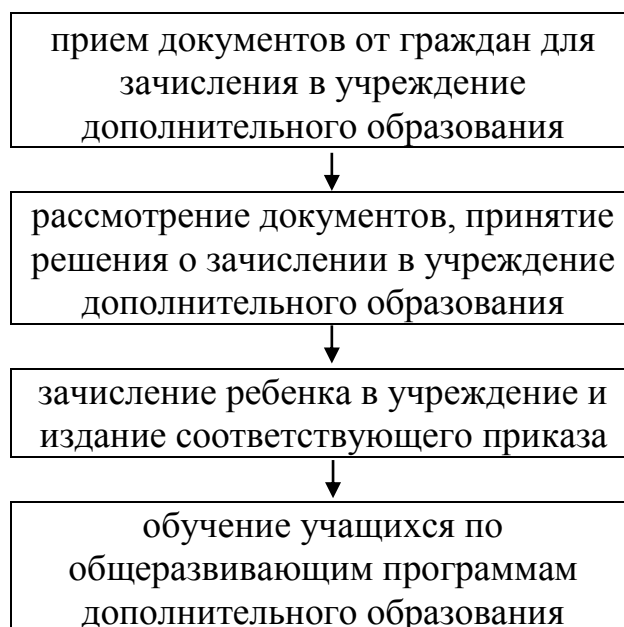 прием документов от граждан для
зачисления в учреждение
дополнительного образования
рассмотрение документов, принятие
решения о зачислении в учреждение
дополнительного образования
зачисление ребенка в учреждение и
издание соответствующего приказа
обучение учащихся по
общеразвивающим программам
дополнительного образования